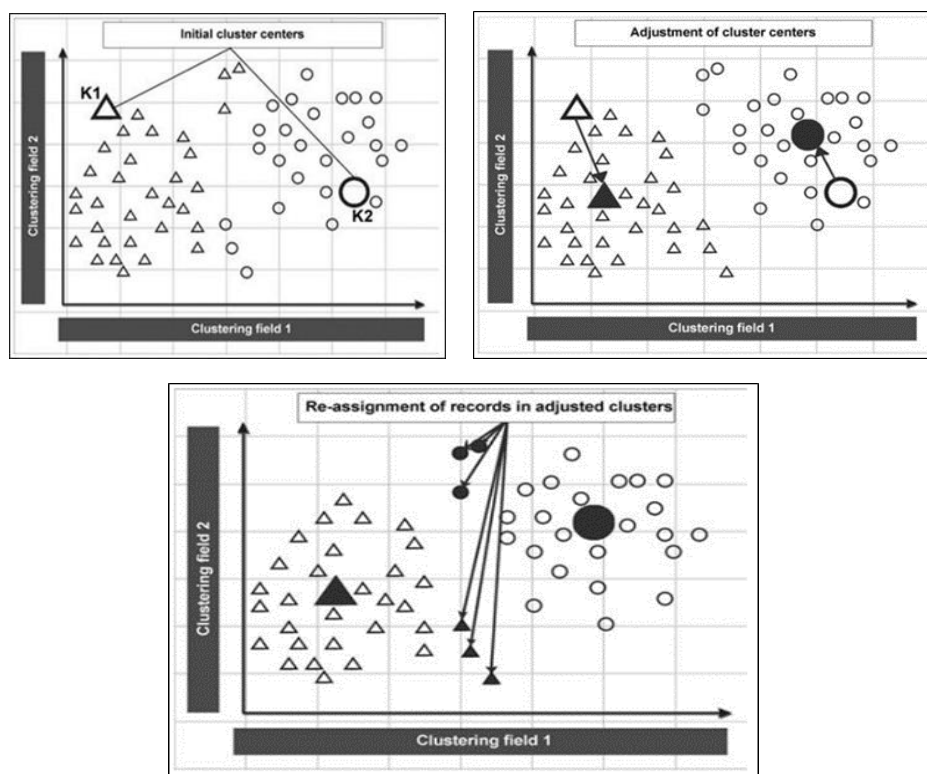 Initial cluster centers
K1
K2
Clustering field 2
Clustering field 1
Adjustment of cluster centers
Clustering field 2
Clustering field 1
Re-assignment of records in adjusted clusters
Clustering field 2
Clustering field 1